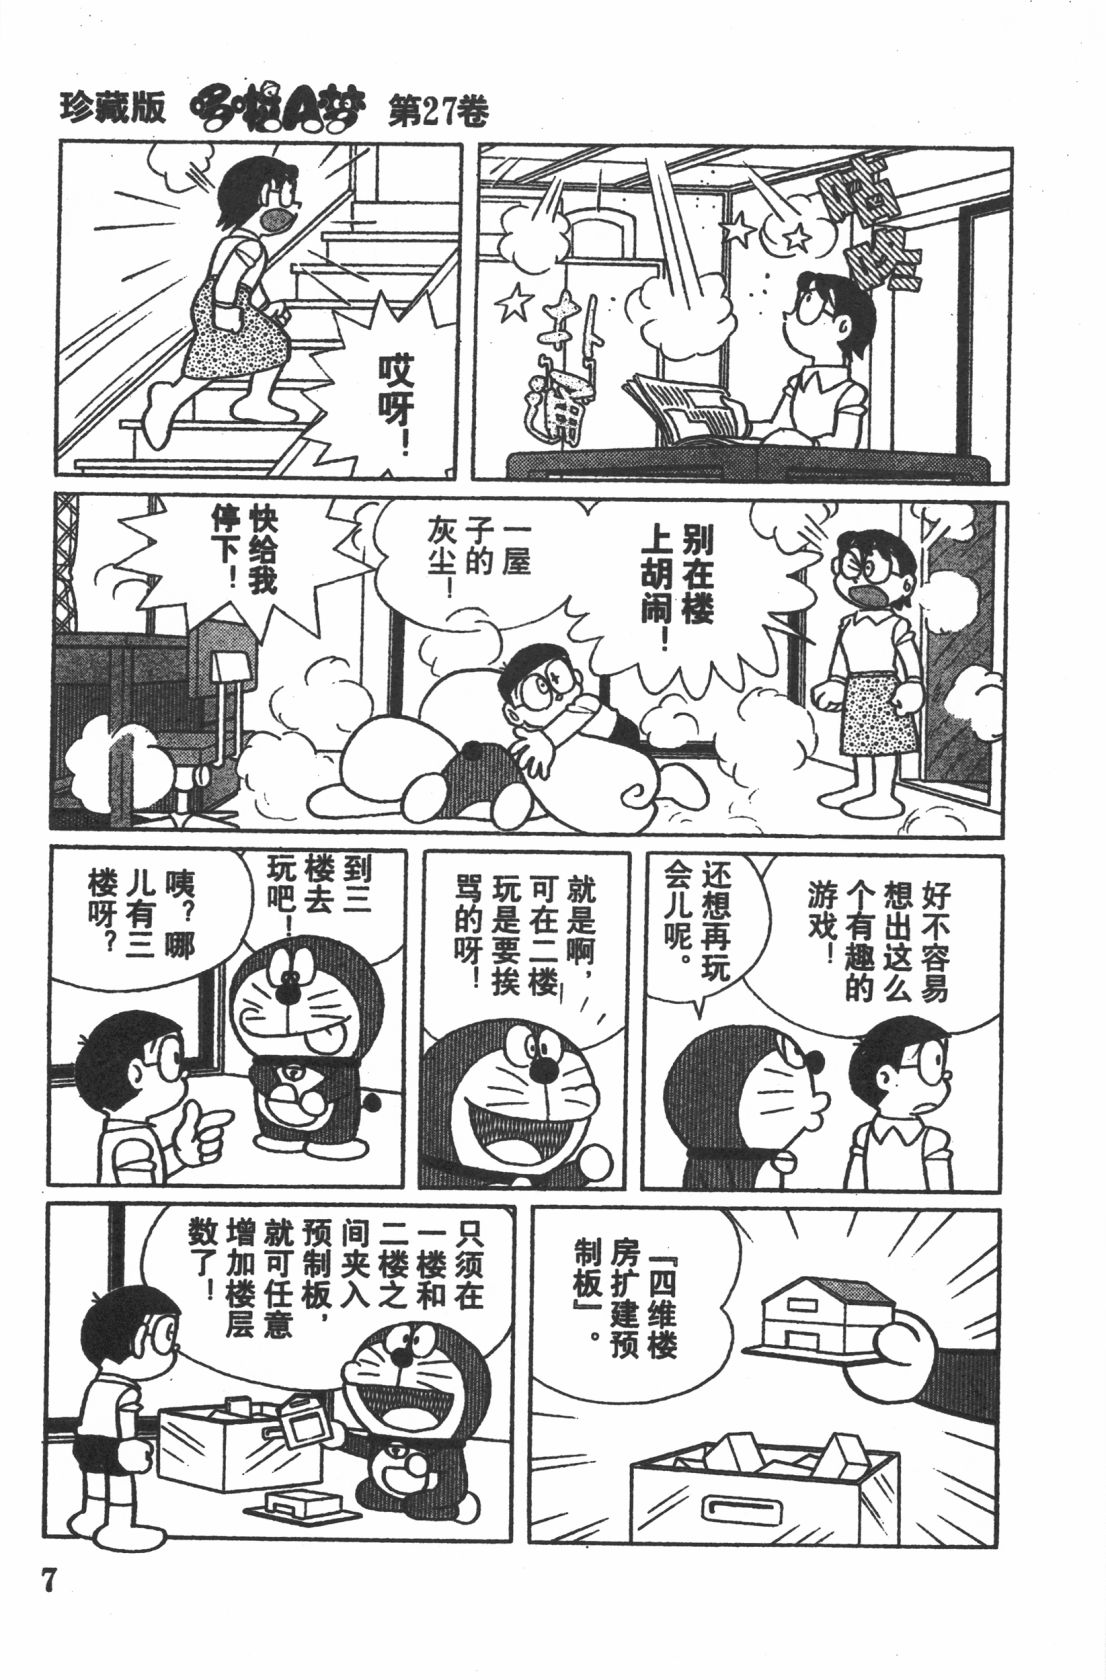 珍藏版 哆啦A梦 第27卷
哎呀！
别在楼
上胡闹！
一屋
子的
灰尘！
快给我
停下！
好不容易
想出这么
个有趣的
游戏！
还想再玩
会儿呢。
就是啊，
可在二楼
玩是要挨
骂的呀！
到三
楼去
玩吧！
咦？哪
儿有三
楼呀？
『四维楼
房扩建预
制板』。
只须在
一楼和
二楼之
间夹入
预制板，
就可任意
增加楼层
数了！
7